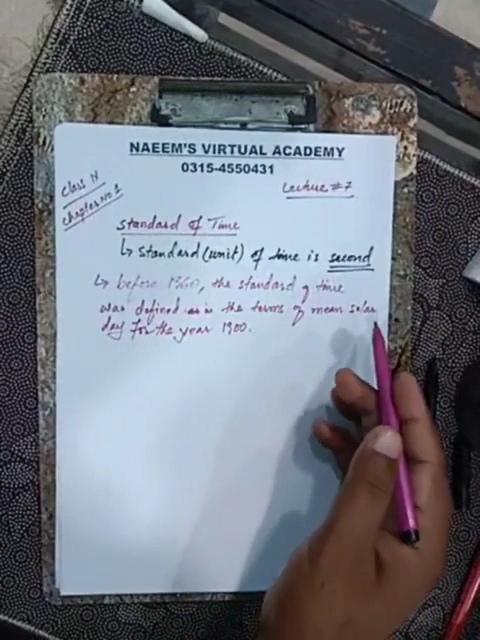 NAEEM'S VIRTUAL ACADEMY
0315-4550431
Lecture #7
Class IX
Chapter No. 1
Standard of Time
↳ Standard (unit) of time is second
↳ before 1960, the standard of time
was defined in the terms of mean solar
day for the year 1900.